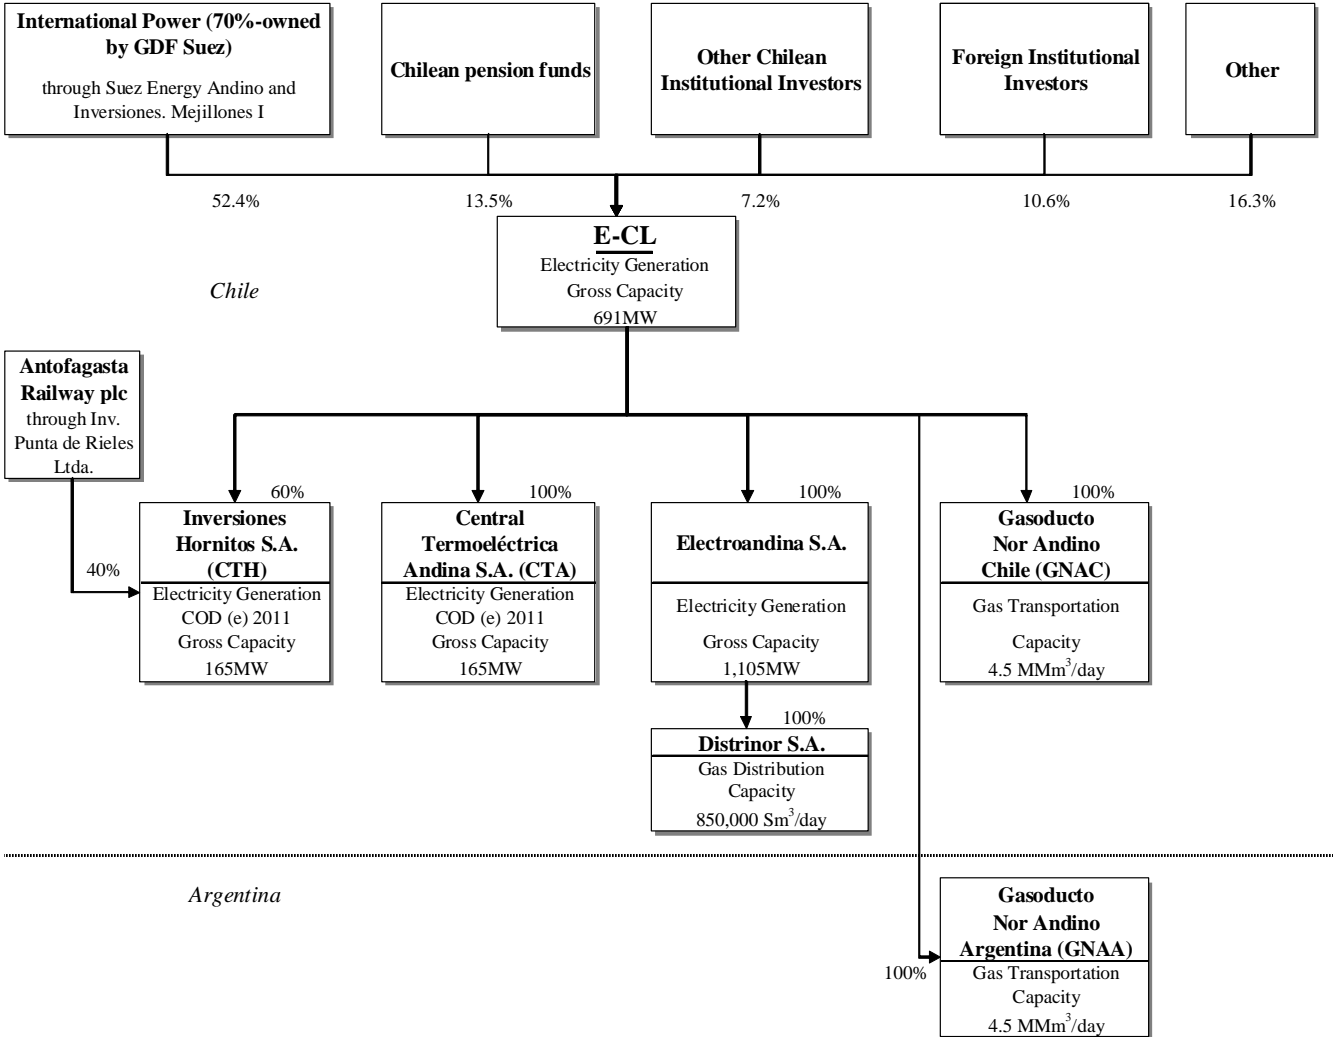 International Power (70%-owned
by GDF Suez)
through Suez Energy Andino and
Inversiones. Mejillones I
Chilean pension funds
Other Chilean
Institutional Investors
Foreign Institutional
Investors
Other
52.4%
13.5%
7.2%
10.6%
16.3%
E-CL
Electricity Generation
Gross Capacity
691MW
Chile
Antofagasta
Railway plc
through Inv.
Punta de Rieles
Ltda.
40%
60%
Inversiones
Hornitos S.A.
(CTH)
Electricity Generation
COD (e) 2011
Gross Capacity
165MW
100%
Central
Termoeléctrica
Andina S.A. (CTA)
Electricity Generation
COD (e) 2011
Gross Capacity
165MW
100%
Electroandina S.A.
Electricity Generation
Gross Capacity
1,105MW
100%
Gasoducto
Nor Andino
Chile (GNAC)
Gas Transportation
Capacity
4.5 MMm³/day
100%
Distrinor S.A.
Gas Distribution
Capacity
850,000 Sm³/day
Argentina
100%
Gasoducto
Nor Andino
Argentina (GNAA)
Gas Transportation
Capacity
4.5 MMm³/day